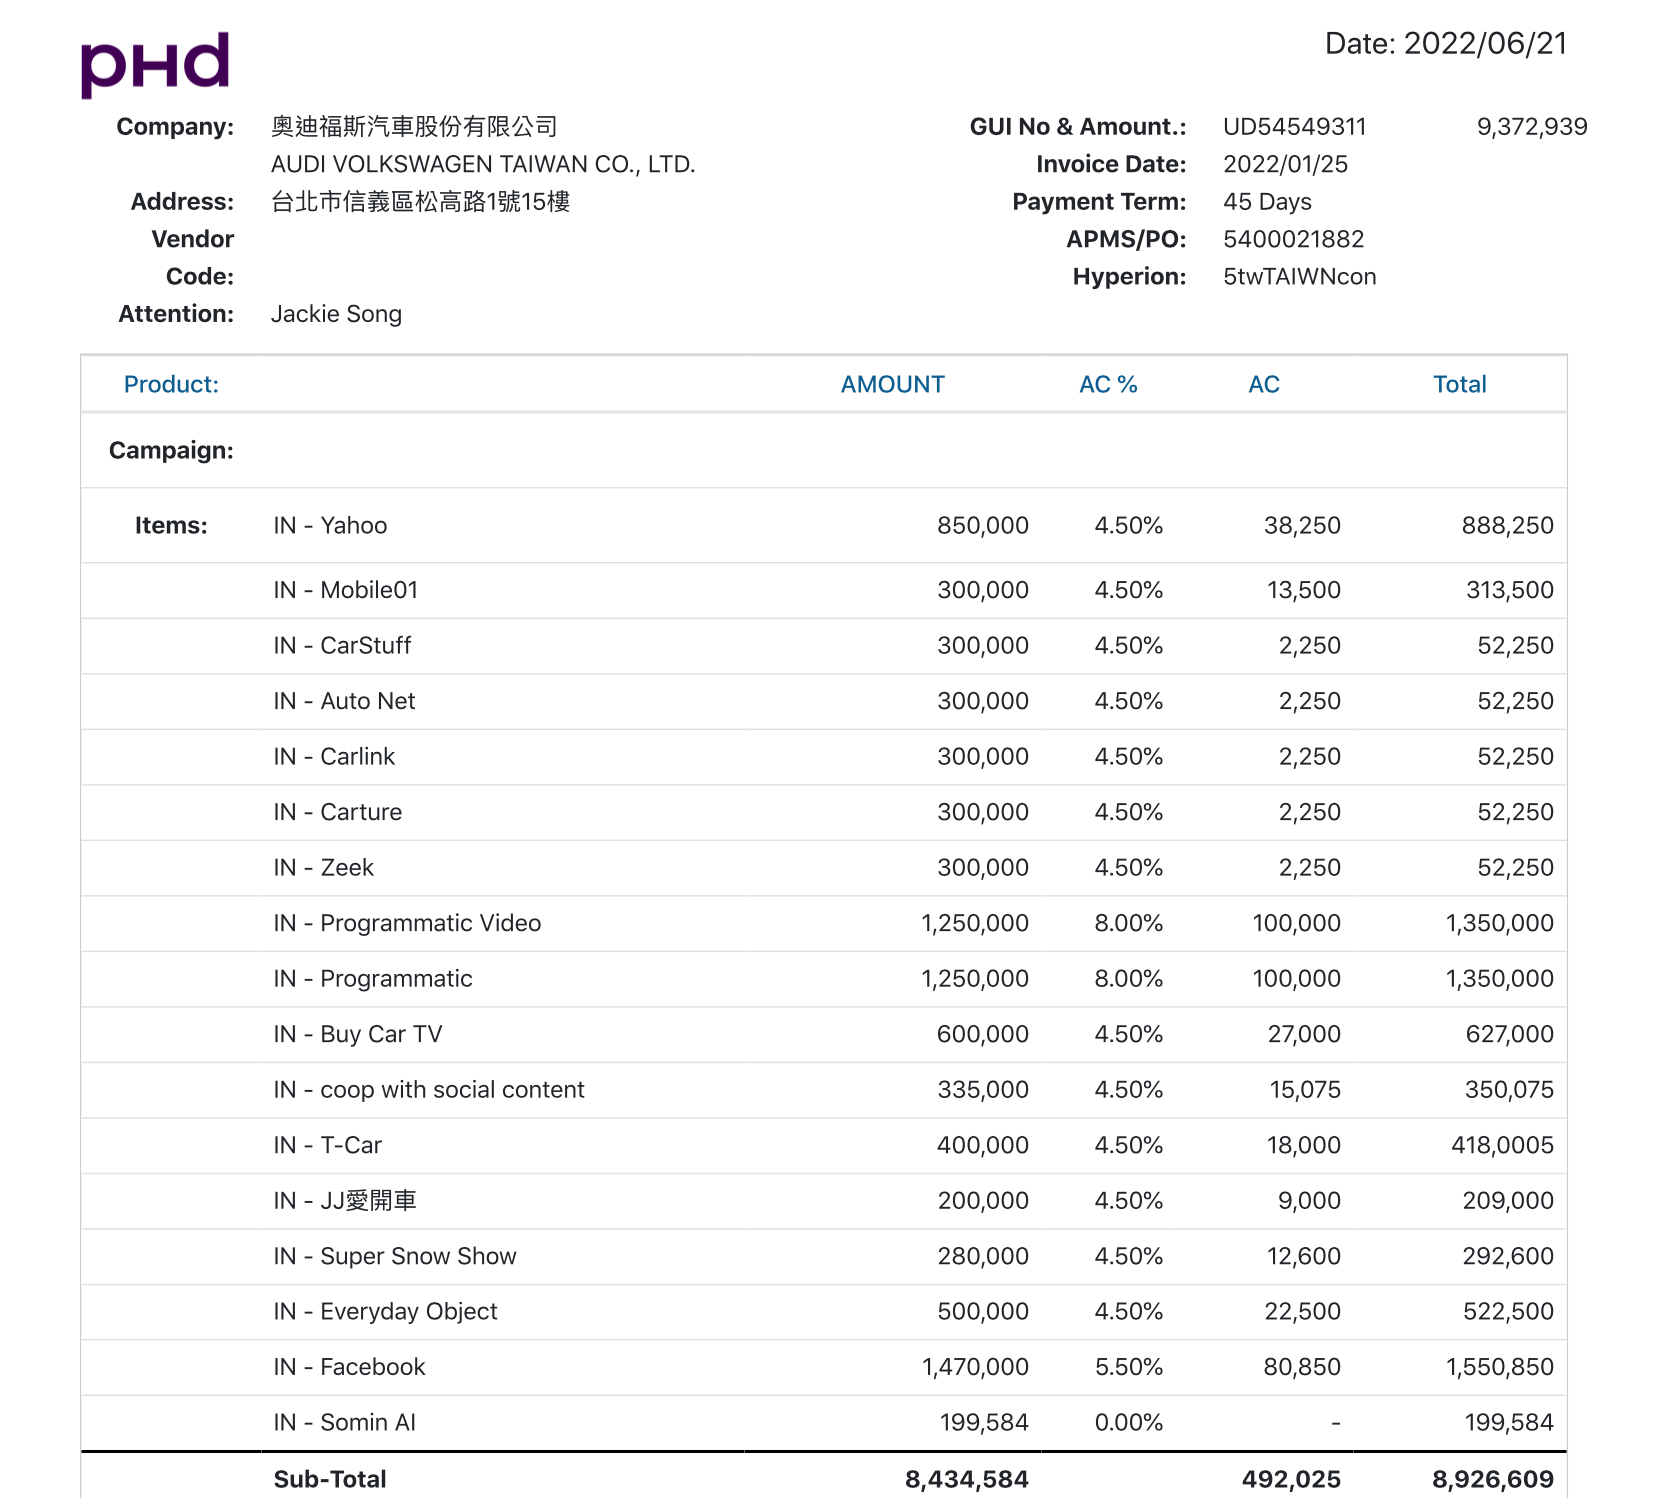 PHD
Date: 2022/06/21
Company: 奧迪福斯汽車股份有限公司 GUI No & Amount.: UD54549311 9,372,939
AUDI VOLKSWAGEN TAIWAN CO., LTD. Invoice Date: 2022/01/25
Address: 台北市信義區松高路1號15樓 Payment Term: 45 Days
Vendor APMS/PO: 5400021882
Code: Hyperion: 5twTAIWNcon
Attention: Jackie Song
Product: AMOUNT AC % AC Total
Campaign:
Items: IN - Yahoo 850,000 4.50% 38,250 888,250
IN - Mobile01 300,000 4.50% 13,500 313,500
IN - CarStuff 300,000 4.50% 2,250 52,250
IN - Auto Net 300,000 4.50% 2,250 52,250
IN - Carlink 300,000 4.50% 2,250 52,250
IN - Carture 300,000 4.50% 2,250 52,250
IN - Zeek 300,000 4.50% 2,250 52,250
IN - Programmatic Video 1,250,000 8.00% 100,000 1,350,000
IN - Programmatic 1,250,000 8.00% 100,000 1,350,000
IN - Buy Car TV 600,000 4.50% 27,000 627,000
IN - coop with social content 335,000 4.50% 15,075 350,075
IN - T-Car 400,000 4.50% 18,000 418,0005
IN - JJ愛開車 200,000 4.50% 9,000 209,000
IN - Super Snow Show 280,000 4.50% 12,600 292,600
IN - Everyday Object 500,000 4.50% 22,500 522,500
IN - Facebook 1,470,000 5.50% 80,850 1,550,850
IN - Somin AI 199,584 0.00% - 199,584
Sub-Total 8,434,584 492,025 8,926,609